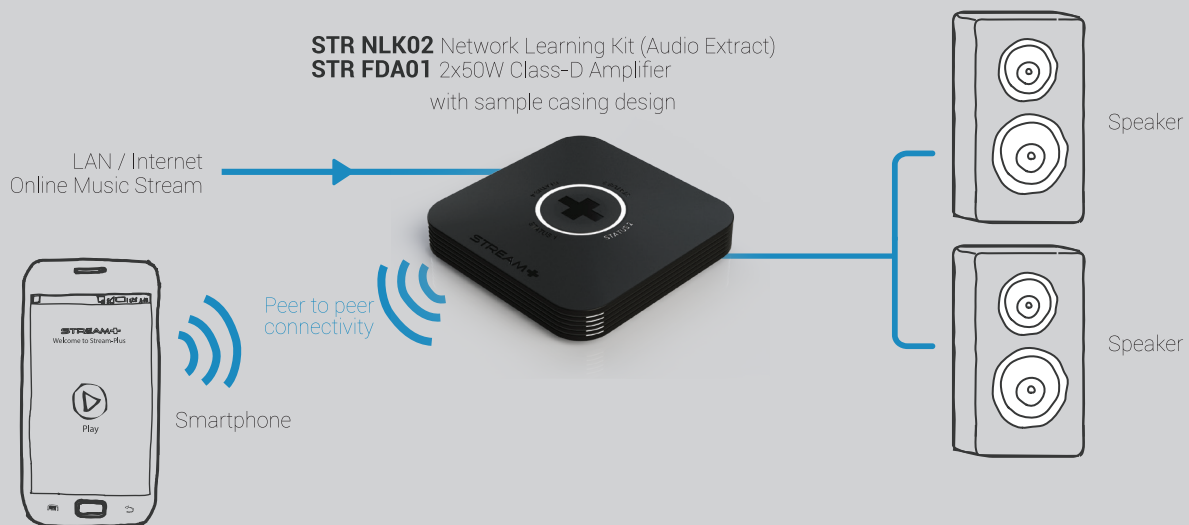 STR NLK02 Network Learning Kit (Audio Extract)
STR FDA01 2x50W Class-D Amplifier
with sample casing design
LAN / Internet
Online Music Stream
Speaker
STREAM+
STATUS
Peer to peer
connectivity
STREAM+
Welcome to Stream-Plus
Play
Smartphone
Speaker